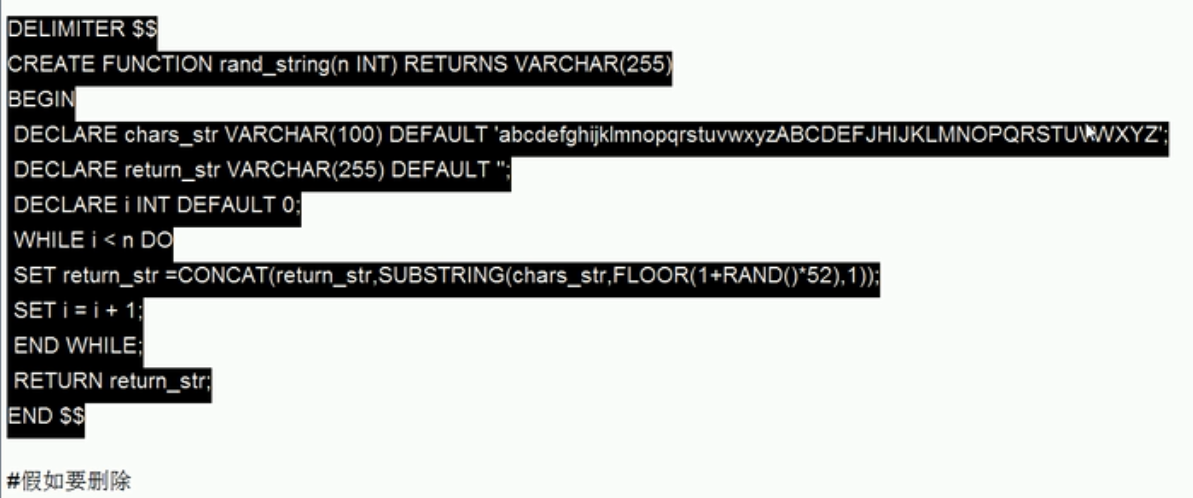 DELIMITER $$
CREATE FUNCTION rand_string(n INT) RETURNS VARCHAR(255)
BEGIN
DECLARE chars_str VARCHAR(100) DEFAULT 'abcdefghijklmnopqrstuvwxyzABCDEFJHIJKLMNOPQRSTUVWXYZ';
DECLARE return_str VARCHAR(255) DEFAULT '';
DECLARE i INT DEFAULT 0;
WHILE i < n DO
SET return_str =CONCAT(return_str,SUBSTRING(chars_str,FLOOR(1+RAND()*52),1));
SET i = i + 1;
END WHILE;
RETURN return_str;
END $$
#假如要删除